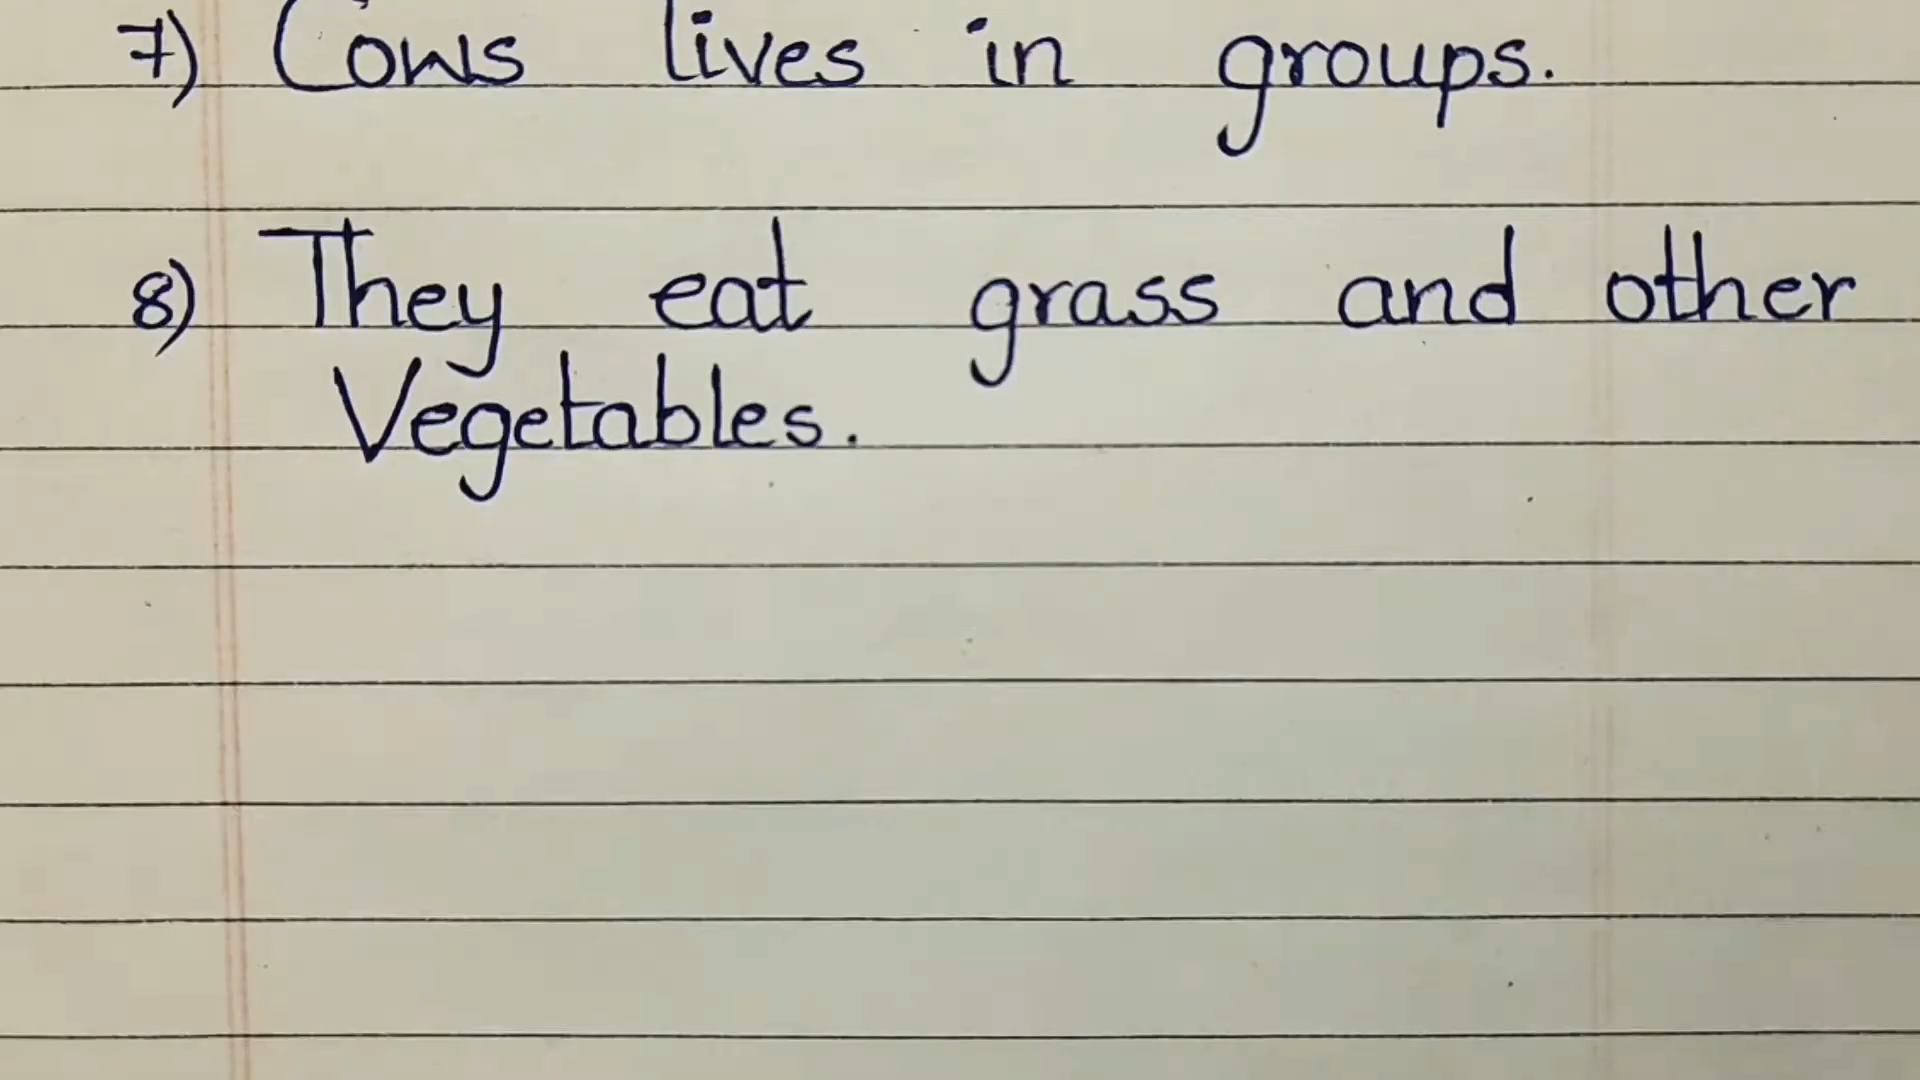 7) Cows lives in groups.
8) They eat grass and other
Vegetables.